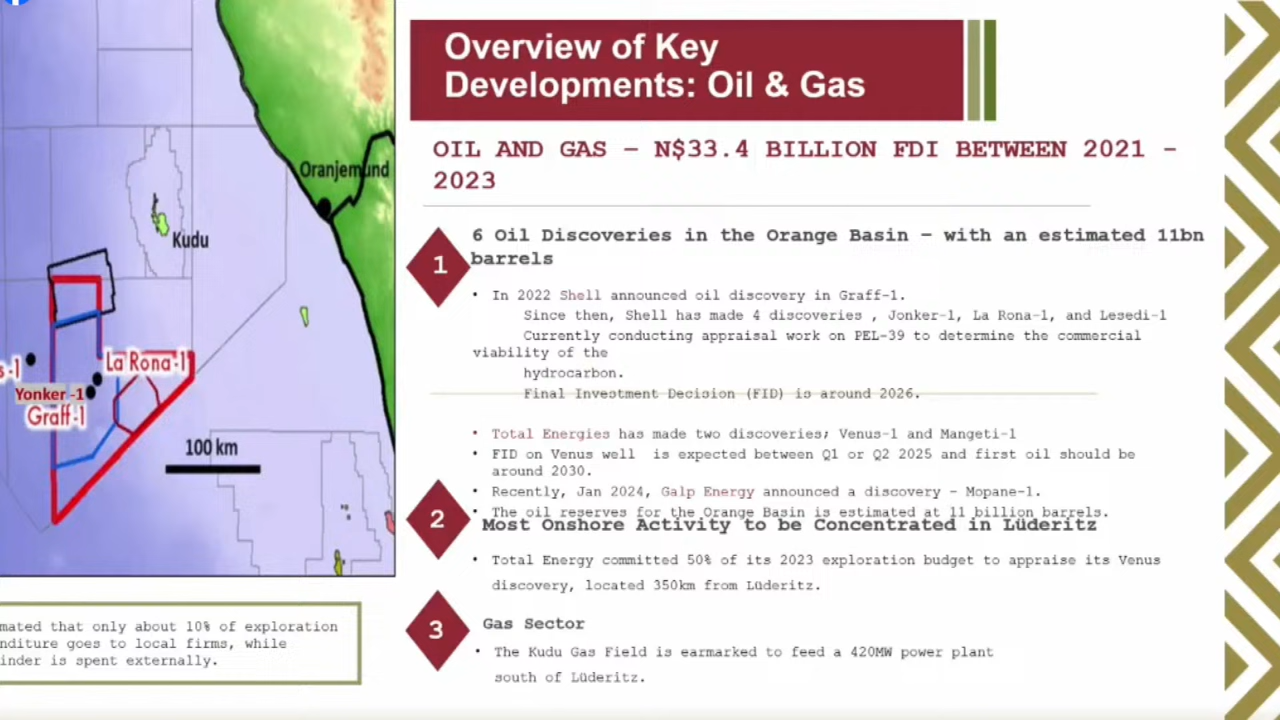 Overview of Key
Developments: Oil & Gas
OIL AND GAS – N$33.4 BILLION FDI BETWEEN 2021 –
2023
1
6 Oil Discoveries in the Orange Basin – with an estimated 11bn
barrels
• In 2022 Shell announced oil discovery in Graff-1.
Since then, Shell has made 4 discoveries , Jonker-1, La Rona-1, and Lesedi-1
Currently conducting appraisal work on PEL-39 to determine the commercial
viability of the
hydrocarbon.
Final Investment Decision (FID) is around 2026.
• Total Energies has made two discoveries; Venus-1 and Mangeti-1
• FID on Venus well is expected between Q1 or Q2 2025 and first oil should be
around 2030.
• Recently, Jan 2024, Galp Energy announced a discovery – Mopane-1.
• The oil reserves for the Orange Basin is estimated at 11 billion barrels.
2
Most Onshore Activity to be Concentrated in Lüderitz
• Total Energy committed 50% of its 2023 exploration budget to appraise its Venus
discovery, located 350km from Lüderitz.
3
Gas Sector
• The Kudu Gas Field is earmarked to feed a 420MW power plant
south of Lüderitz.
Oranjemund
Kudu
s-1
La Rona-1
Yonker -1
Graff-1
100 km
mated that only about 10% of exploration
nditure goes to local firms, while
inder is spent externally.